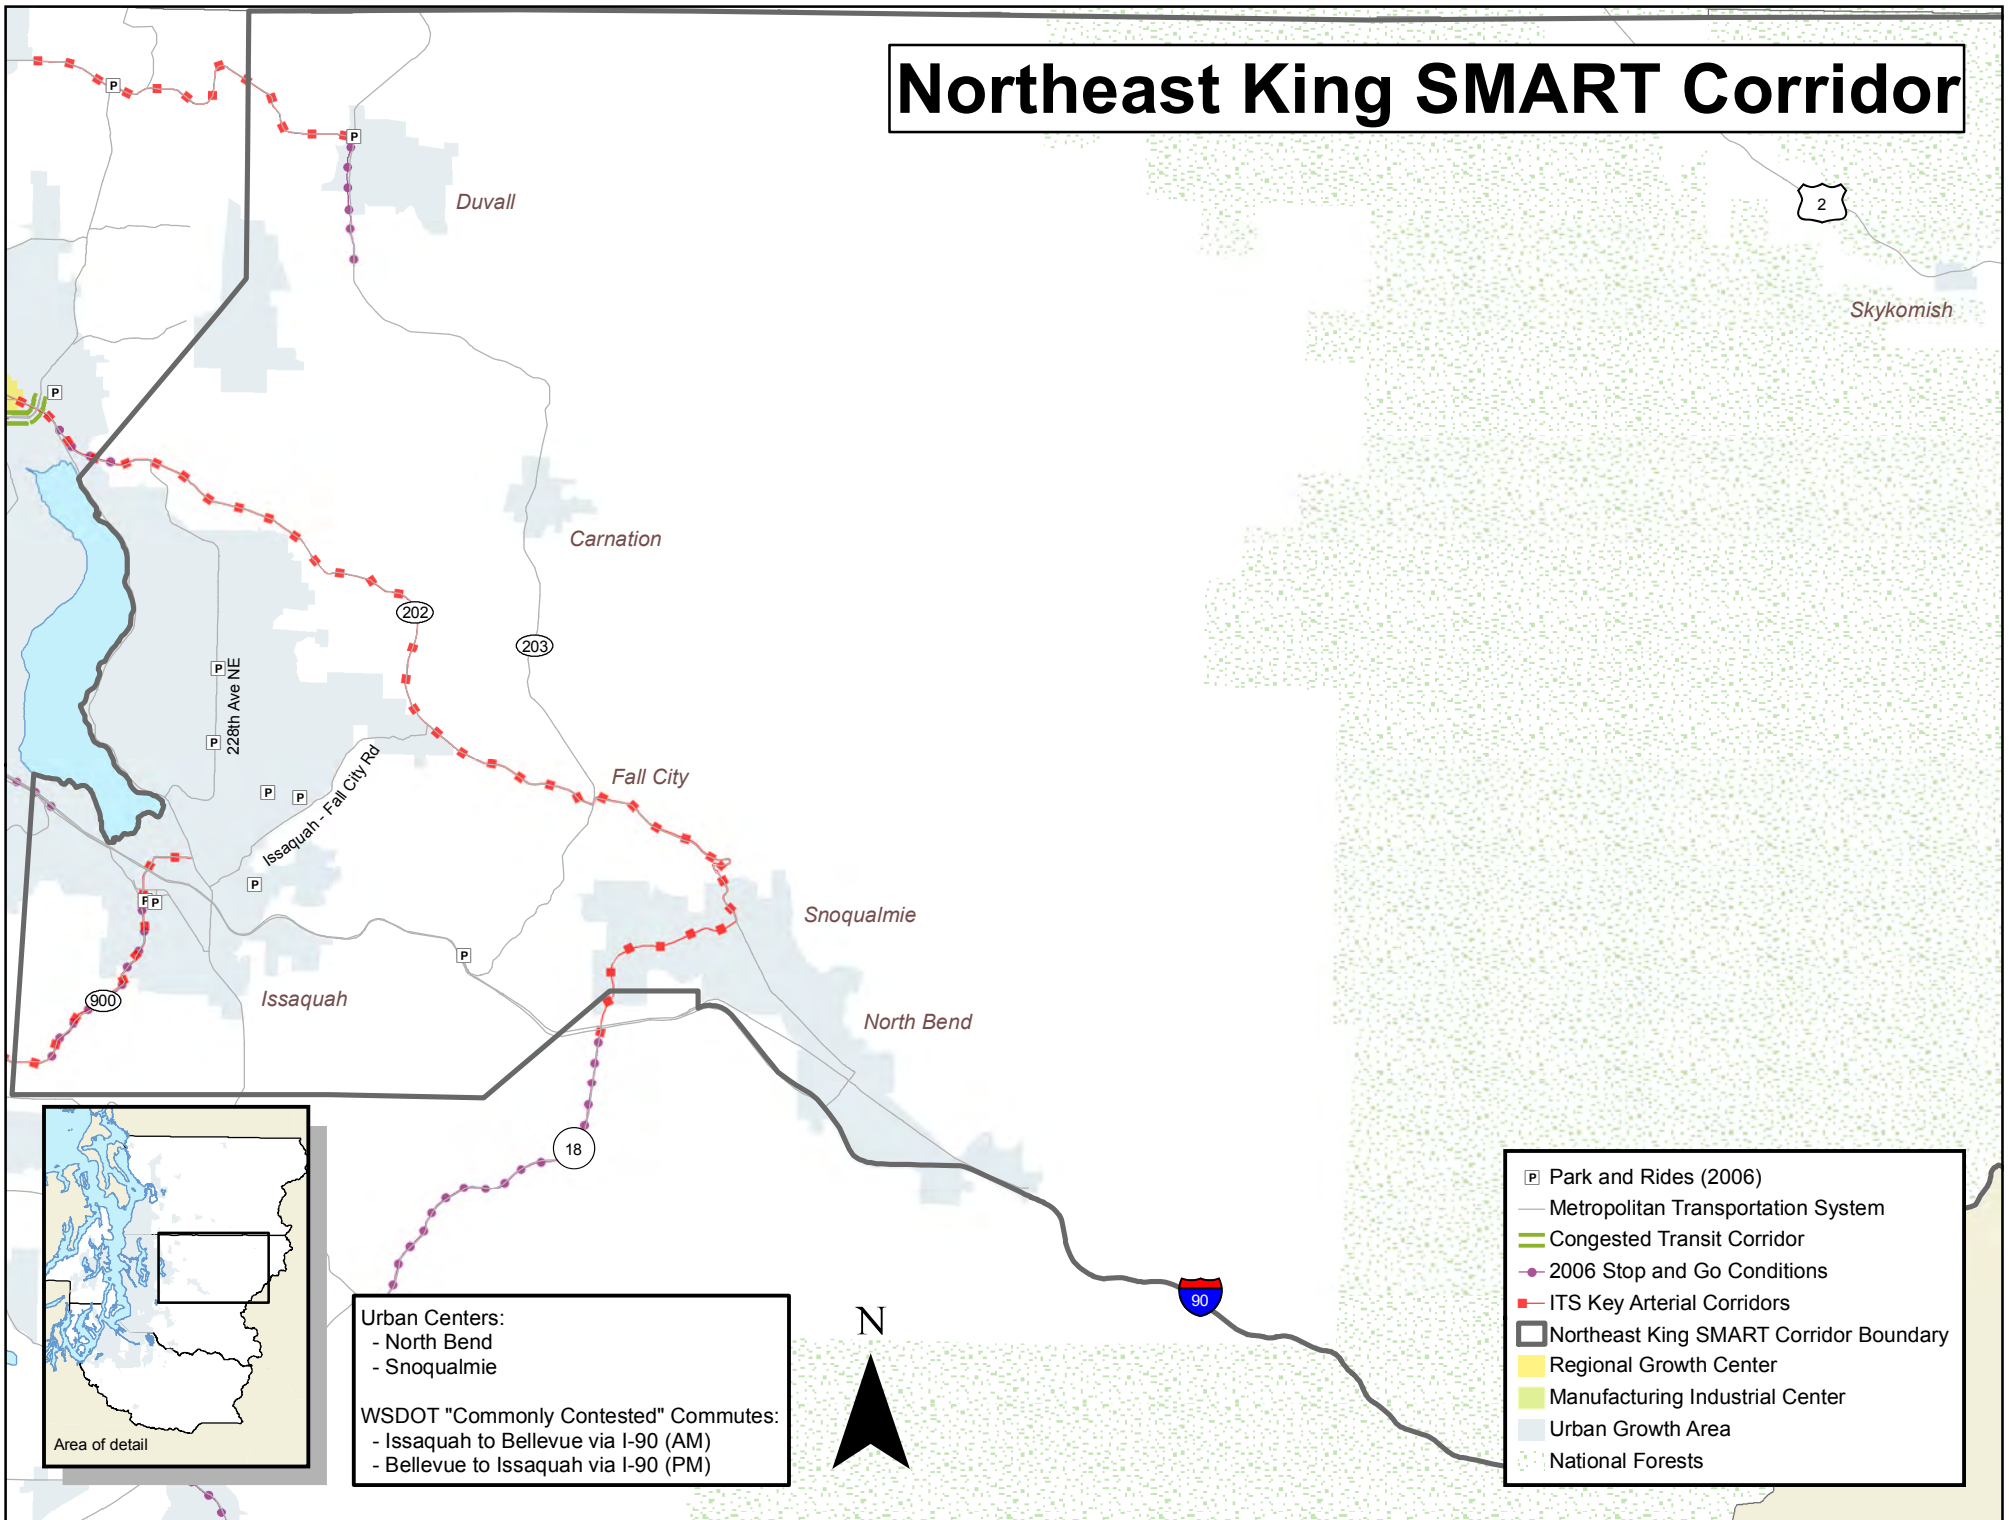 Northeast King SMART Corridor
P
P
Duvall
2
Skykomish
P
Carnation
202
203
P
228th Ave NE
P
Issaquah - Fall City Rd
Fall City
P
P
P
P
P
Snoqualmie
P
900
Issaquah
North Bend
18
90
N
Area of detail
Urban Centers:
- North Bend
- Snoqualmie
WSDOT "Commonly Contested" Commutes:
- Issaquah to Bellevue via I-90 (AM)
- Bellevue to Issaquah via I-90 (PM)
P Park and Rides (2006)
Metropolitan Transportation System
Congested Transit Corridor
2006 Stop and Go Conditions
ITS Key Arterial Corridors
Northeast King SMART Corridor Boundary
Regional Growth Center
Manufacturing Industrial Center
Urban Growth Area
National Forests